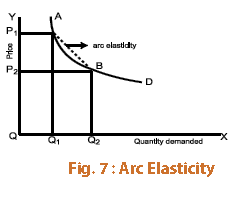 Y
A
P1
arc elasticity
Price
P2
B
D
Q
Q1
Q2
Quantity demanded
X
Fig. 7 : Arc Elasticity